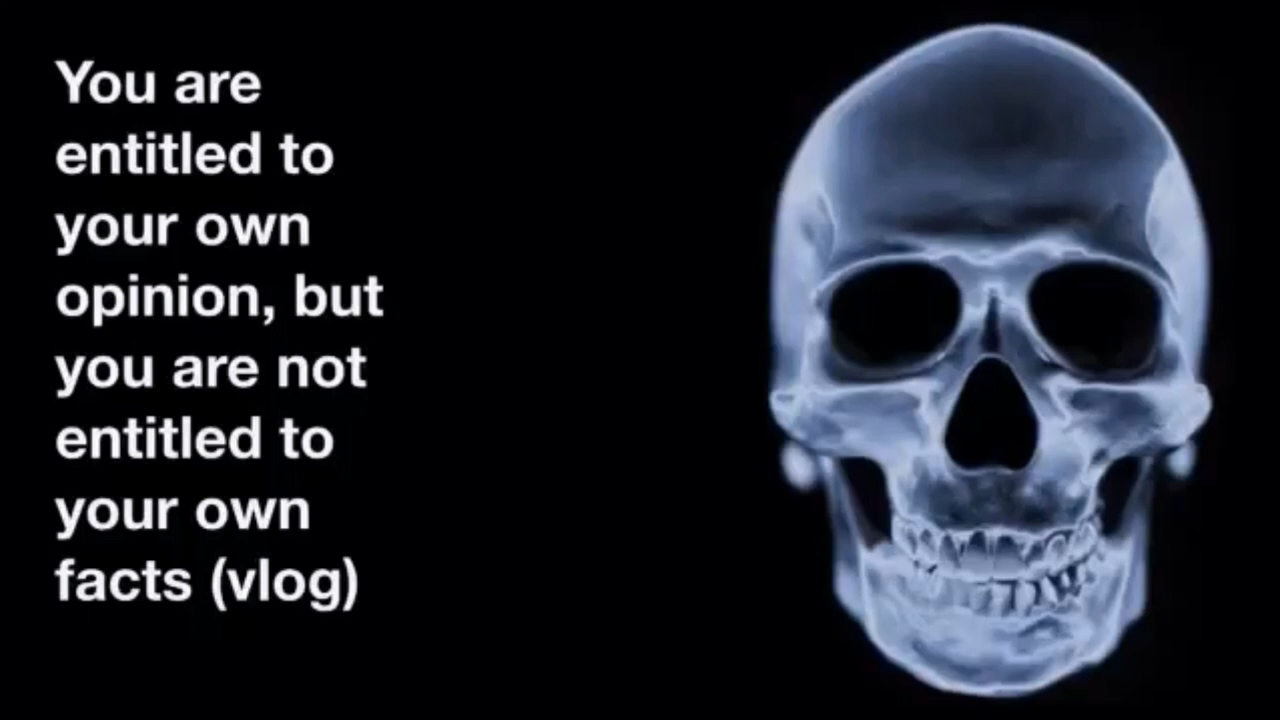 You are
entitled to
your own
opinion, but
you are not
entitled to
your own
facts (vlog)